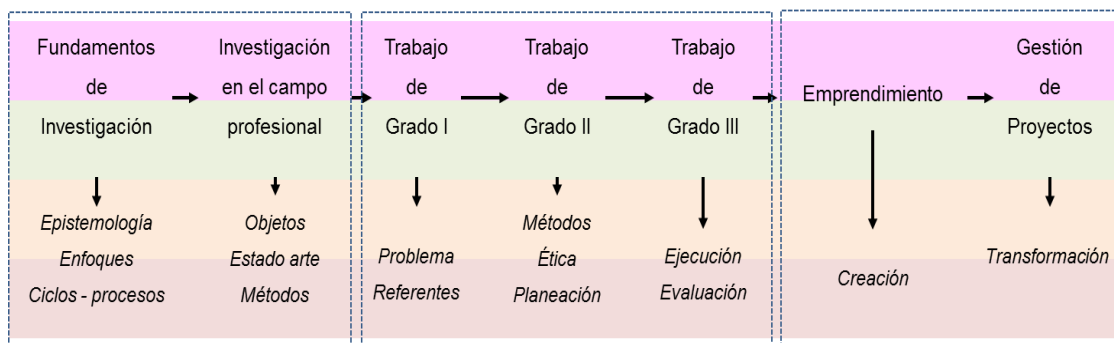 Fundamentos
de
Investigación
Investigación
en el campo
profesional
Trabajo
de
Grado I
Trabajo
de
Grado II
Trabajo
de
Grado III
Emprendimiento
Gestión
de
Proyectos
Epistemología
Enfoques
Ciclos - procesos
Objetos
Estado arte
Métodos
Problema
Referentes
Métodos
Ética
Planeación
Ejecución
Evaluación
Creación
Transformación